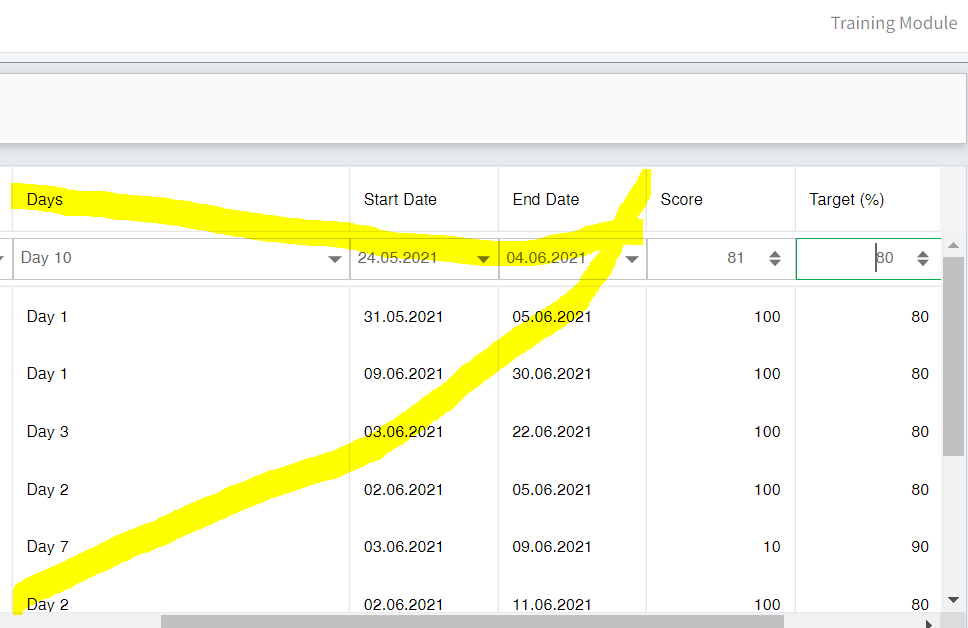 Training Module
Days Start Date End Date Score Target (%)
Day 10 24.05.2021 04.06.2021 81 80
Day 1 31.05.2021 05.06.2021 100 80
Day 1 09.06.2021 30.06.2021 100 80
Day 3 03.06.2021 22.06.2021 100 80
Day 2 02.06.2021 05.06.2021 100 80
Day 7 03.06.2021 09.06.2021 10 90
Day 2 02.06.2021 11.06.2021 100 80